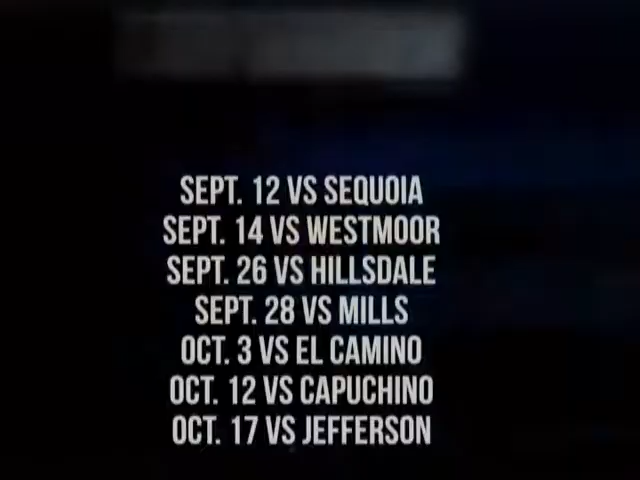 SEPT. 12 VS SEQUOIA
SEPT. 14 VS WESTMOOR
SEPT. 26 VS HILLSDALE
SEPT. 28 VS MILLS
OCT. 3 VS EL CAMINO
OCT. 12 VS CAPUCHINO
OCT. 17 VS JEFFERSON